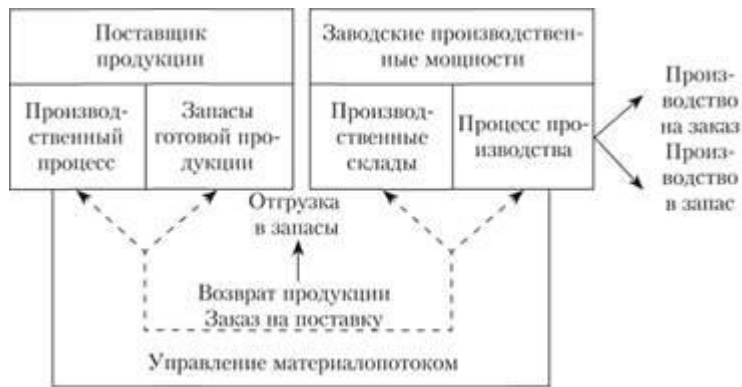 Поставщик
продукции
Заводские производствен-
ные мощности
Производ-
ственный
процесс
Запасы
готовой про-
дукции
Производ-
ственные
склады
Процесс про-
изводства
Произ-
водство
на заказ
Произ-
водство
в запас
Отгрузка
в запасы
Возврат продукции
Заказ на поставку
Управление материалопотоком